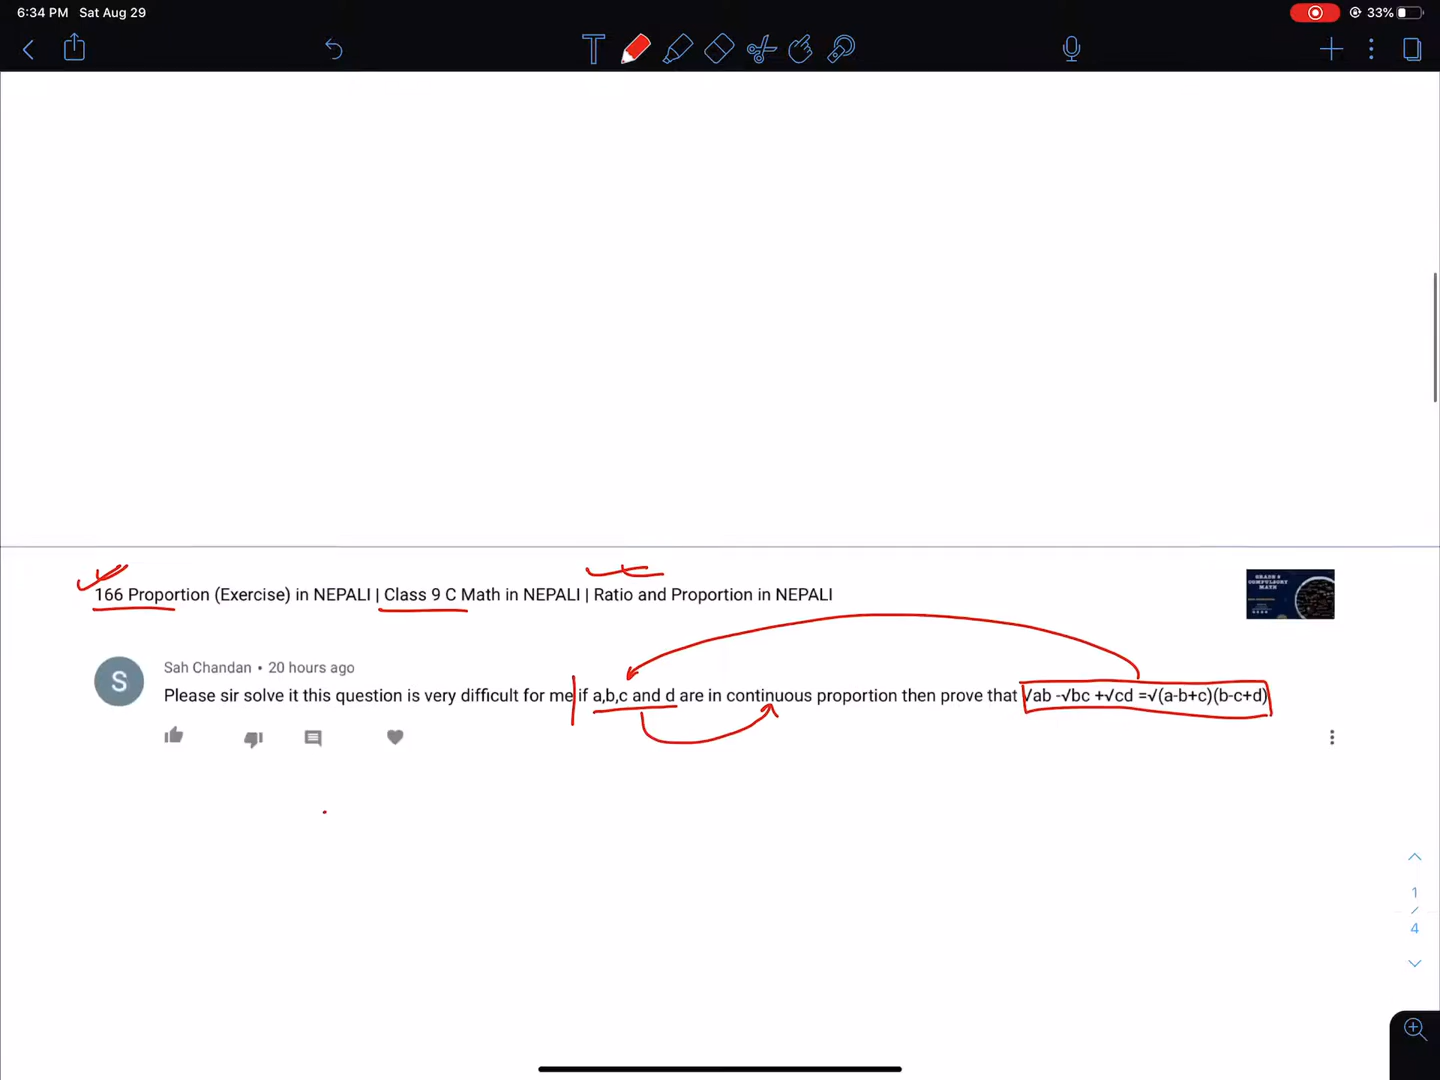 6:34 PM Sat Aug 29
33%
T
166 Proportion (Exercise) in NEPALI | Class 9 C Math in NEPALI | Ratio and Proportion in NEPALI
S
Sah Chandan • 20 hours ago
Please sir solve it this question is very difficult for me if a,b,c and d are in continuous proportion then prove that √ab -√bc +√cd =√(a-b+c)(b-c+d)
1
/
4